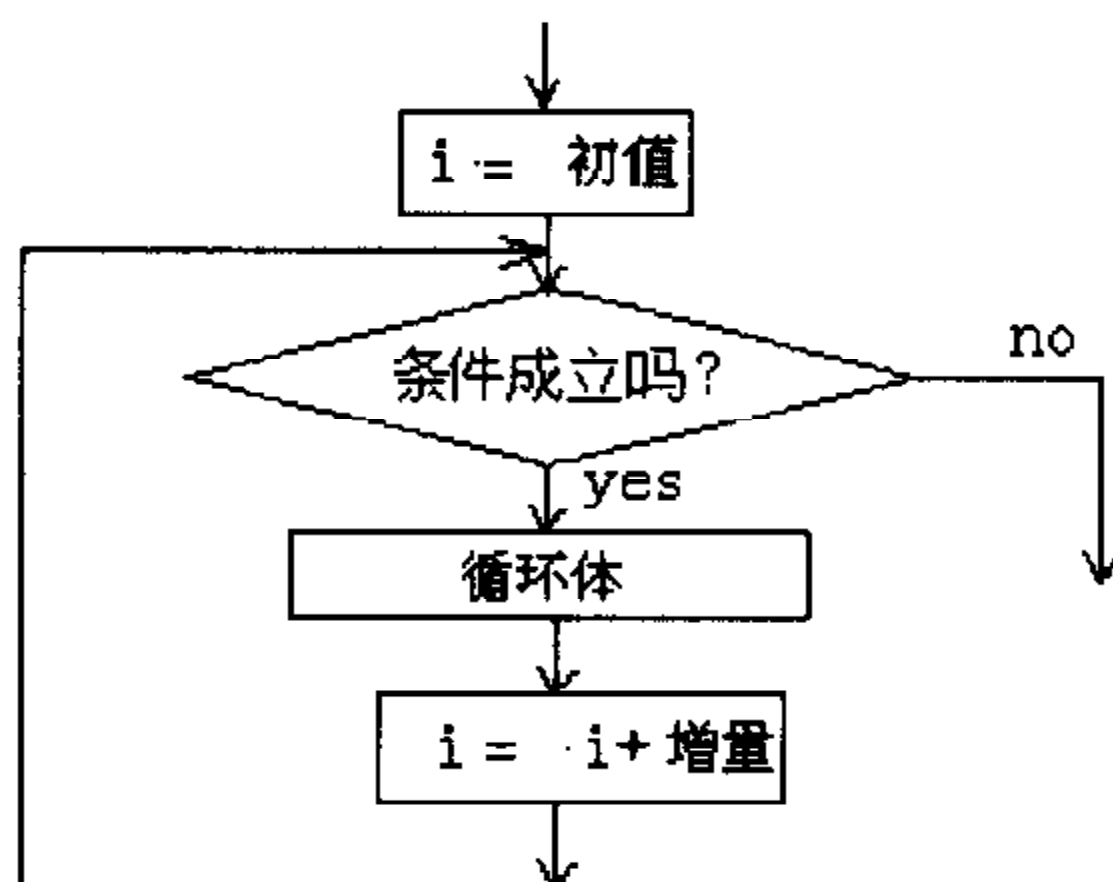 i = 初值
条件成立吗?
no
yes
循环体
i = i+ 增量